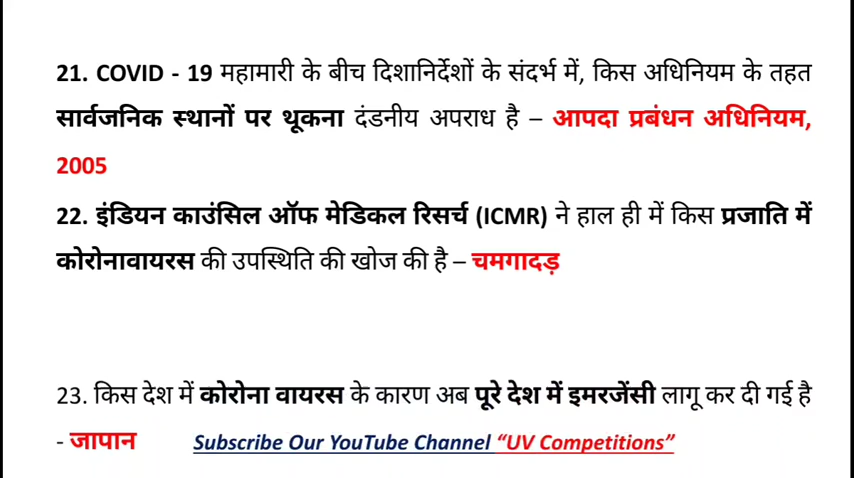 21. COVID - 19 महामारी के बीच दिशानिर्देशों के संदर्भ में, किस अधिनियम के तहत
सार्वजनिक स्थानों पर थूकना दंडनीय अपराध है – आपदा प्रबंधन अधिनियम,
2005
22. इंडियन काउंसिल ऑफ मेडिकल रिसर्च (ICMR) ने हाल ही में किस प्रजाति में
कोरोनावायरस की उपस्थिति की खोज की है – चमगादड़
23. किस देश में कोरोना वायरस के कारण अब पूरे देश में इमरजेंसी लागू कर दी गई है
- जापान Subscribe Our YouTube Channel “UV Competitions”